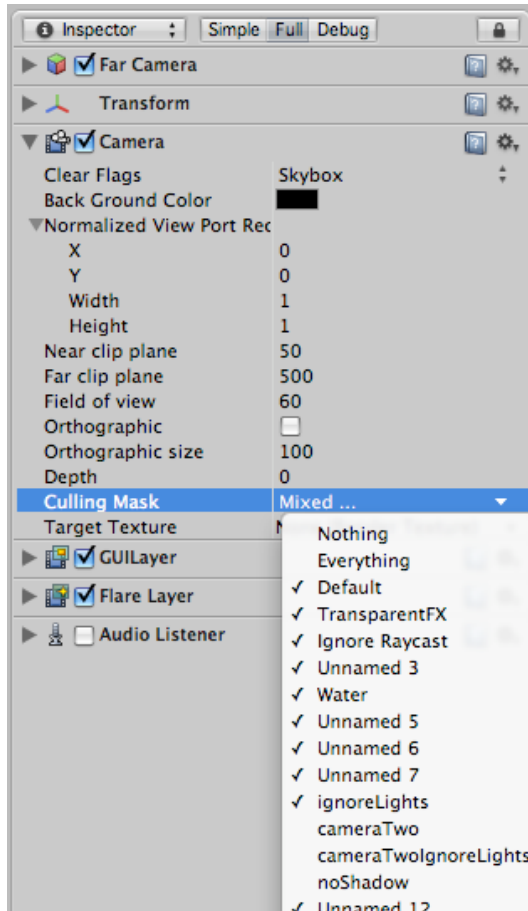 Inspector Simple Full Debug
Far Camera
Transform
Camera
Clear Flags Skybox
Back Ground Color
Normalized View Port Rec
X 0
Y 0
Width 1
Height 1
Near clip plane 50
Far clip plane 500
Field of view 60
Orthographic
Orthographic size 100
Depth 0
Culling Mask Mixed ...
Target Texture
Nothing
GUILayer
Everything
Default
Flare Layer
TransparentFX
Audio Listener
Ignore Raycast
Unnamed 3
Water
Unnamed 5
Unnamed 6
Unnamed 7
ignoreLights
cameraTwo
cameraTwoIgnoreLights
noShadow
Unnamed 12